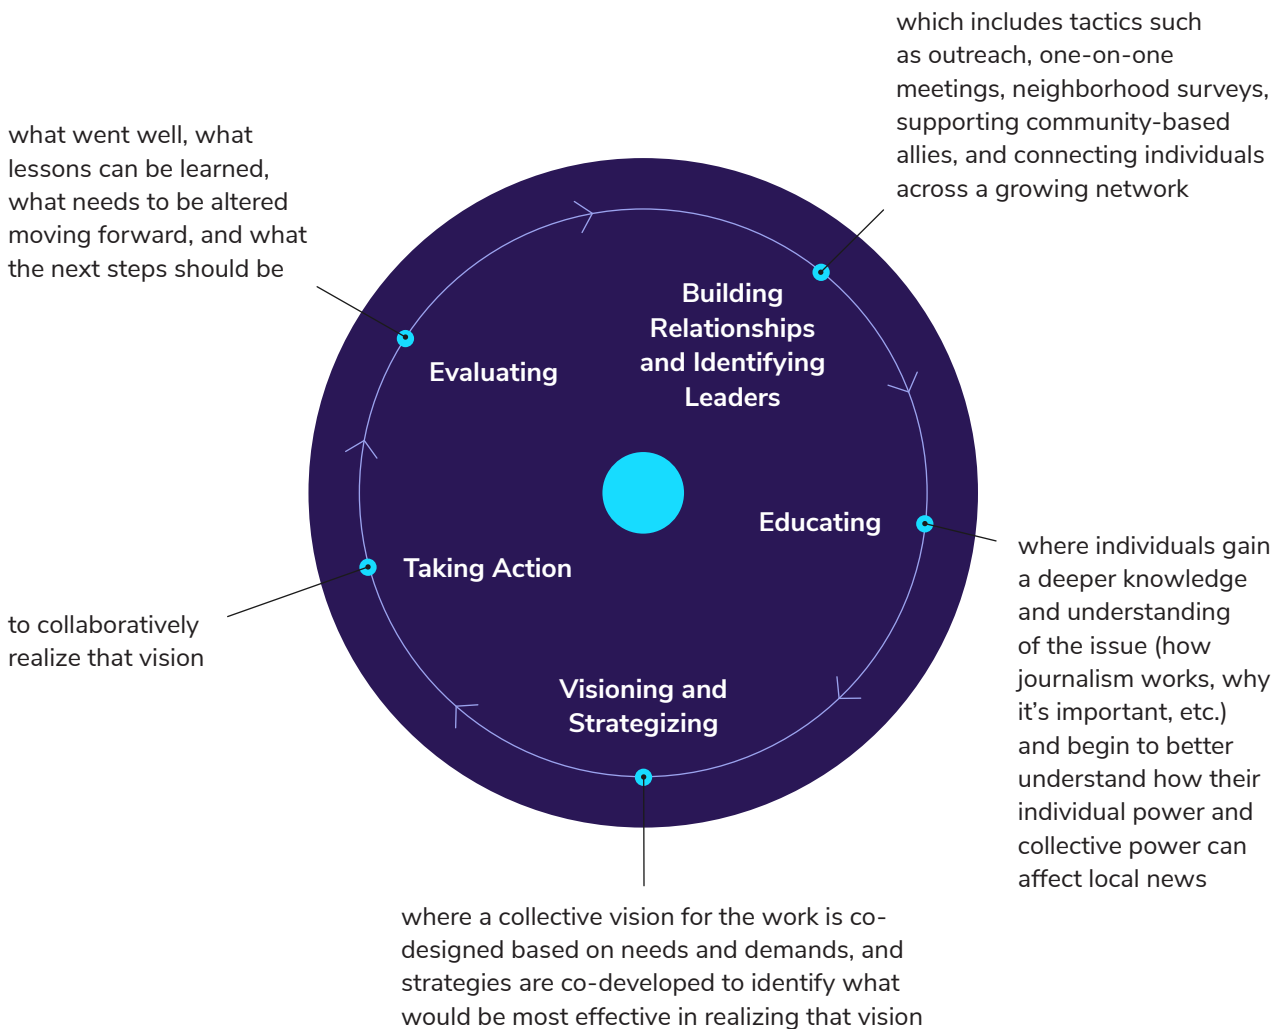 which includes tactics such
as outreach, one-on-one
meetings, neighborhood surveys,
supporting community-based
allies, and connecting individuals
across a growing network
Building
Relationships
and Identifying
Leaders
Educating
where individuals gain
a deeper knowledge
and understanding
of the issue (how
journalism works, why
it’s important, etc.)
and begin to better
understand how their
individual power and
collective power can
affect local news
Visioning and
Strategizing
where a collective vision for the work is co-
designed based on needs and demands, and
strategies are co-developed to identify what
would be most effective in realizing that vision
Taking Action
to collaboratively
realize that vision
Evaluating
what went well, what
lessons can be learned,
what needs to be altered
moving forward, and what
the next steps should be